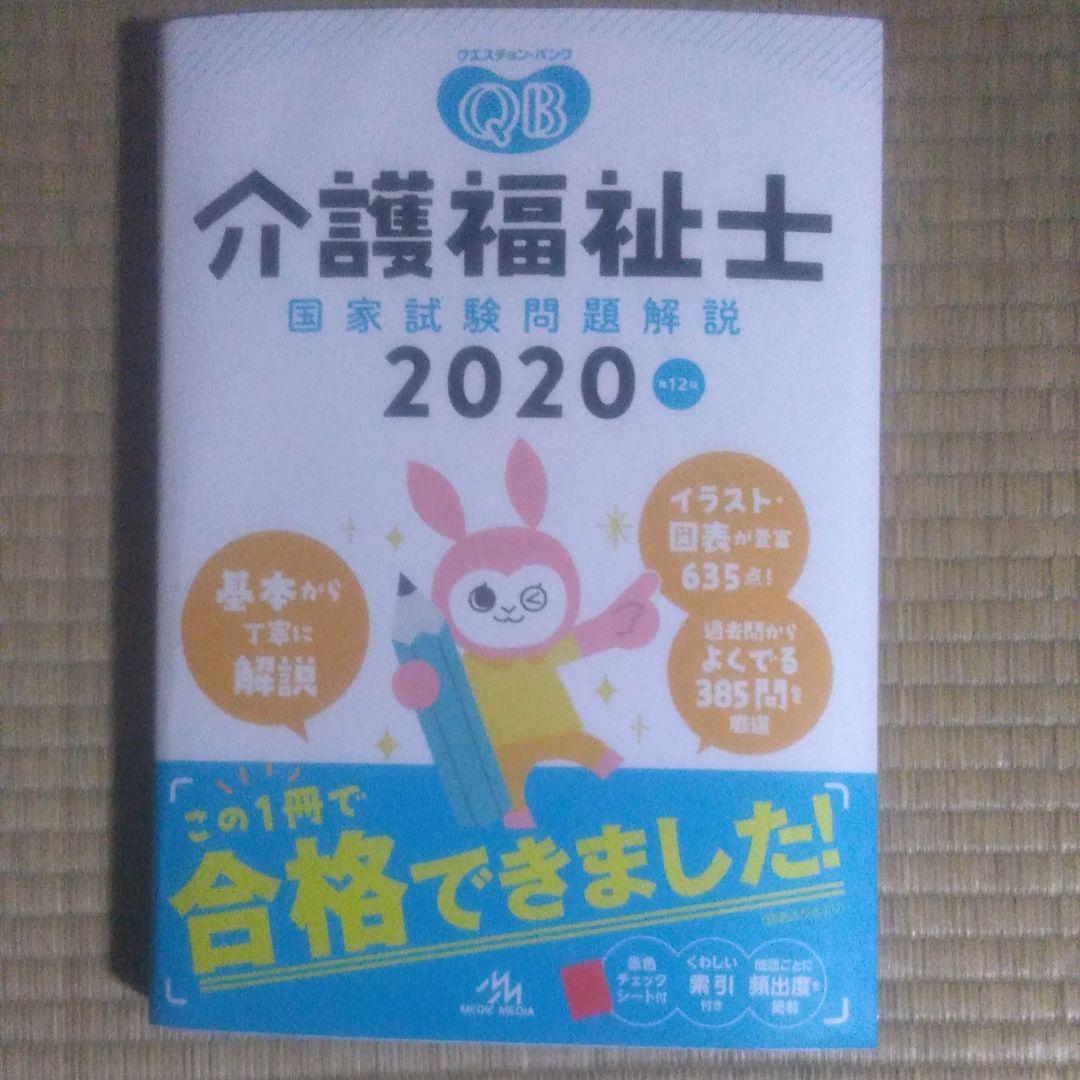 クエスチョン・バンク
QB
介護福祉士
国家試験問題解説
2020
第12版
イラスト・
図表が豊富
635点!
基本から
丁寧に
解説
過去問から
よくでる
385問を
厳選
この1冊で
合格できました!
MEDIC MEDIA
赤色
チェック
シート付
くわしい
索引
付き
問題ごとに
頻出度を
掲載